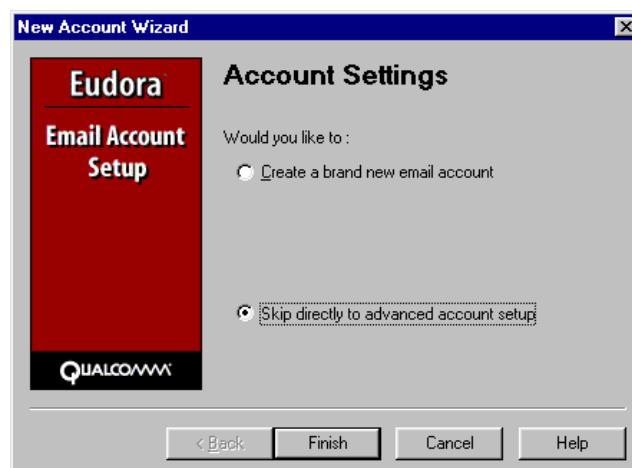 New Account Wizard
Eudora
Email Account
Setup
QUALCOMM
Account Settings
Would you like to :
Create a brand new email account
Skip directly to advanced account setup
< Back
Finish
Cancel
Help